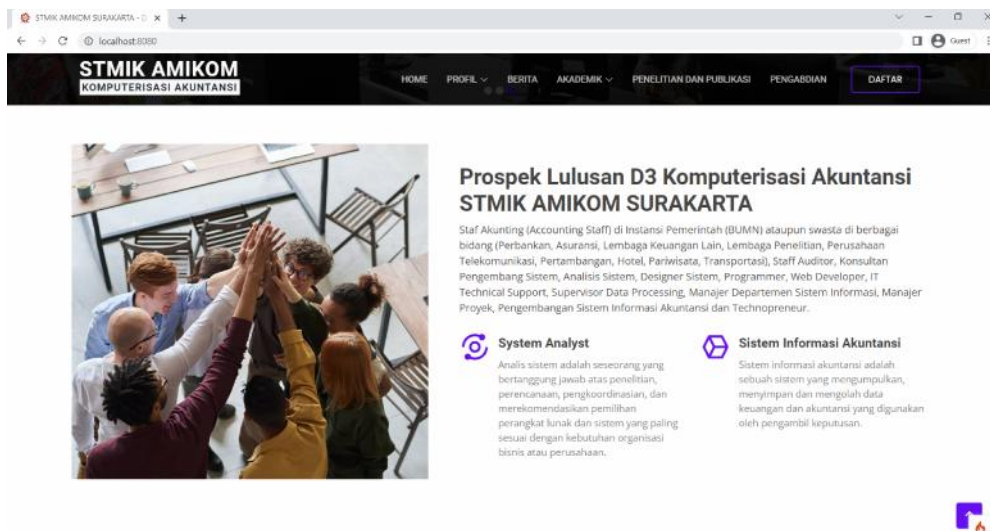 STMIK AMIKOM SURAKARTA - D
localhost:8080
Guest
STMIK AMIKOM
KOMPUTERISASI AKUNTANSI
HOME PROFIL BERITA AKADEMIK PENELITIAN DAN PUBLIKASI PENGABDIAN DAFTAR
Prospek Lulusan D3 Komputerisasi Akuntansi
STMIK AMIKOM SURAKARTA
Staf Akunting (Accounting Staff) di Instansi Pemerintah (BUMN) ataupun swasta di berbagai
bidang (Perbankan, Asuransi, Lembaga Keuangan Lain, Lembaga Penelitian, Perusahaan
Telekomunikasi, Pertambangan, Hotel, Pariwisata, Transportasi), Staff Auditor, Konsultan
Pengembang Sistem, Analisis Sistem, Designer Sistem, Programmer, Web Developer, IT
Technical Support, Supervisor Data Processing, Manajer Departemen Sistem Informasi, Manajer
Proyek, Pengembangan Sistem Informasi Akuntansi dan Technopreneur.
System Analyst
Analis sistem adalah seseorang yang
bertanggung jawab atas penelitian,
perencanaan, pengkoordinasian, dan
merekomendasikan pemilihan
perangkat lunak dan sistem yang paling
sesuai dengan kebutuhan organisasi
bisnis atau perusahaan.
Sistem Informasi Akuntansi
Sistem informasi akuntansi adalah
sebuah sistem yang mengumpulkan,
menyimpan dan mengolah data
keuangan dan akuntansi yang digunakan
oleh pengambil keputusan.